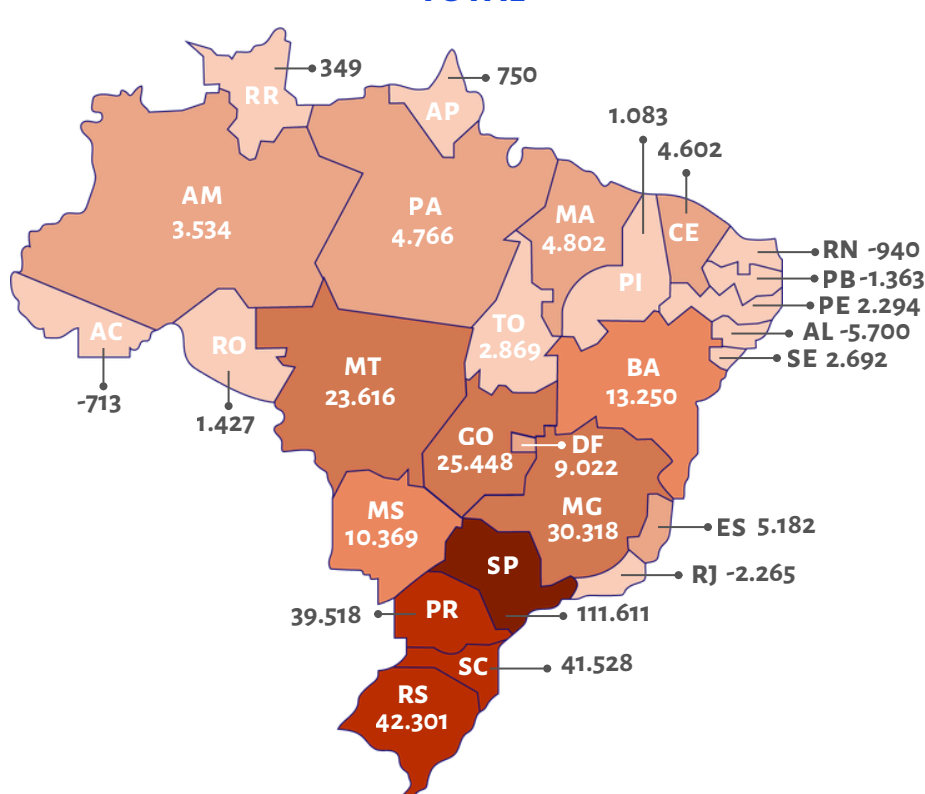 349
RR
750
AP
1.083
4.602
AM
3.534
PA
4.766
MA
4.802
CE
RN -940
PI
PB -1.363
PE 2.294
AC
RO
TO
2.869
AL -5.700
SE 2.692
MT
23.616
BA
13.250
-713
1.427
GO
25.448
DF
9.022
MS
10.369
MG
30.318
ES 5.182
SP
RJ -2.265
39.518
PR
111.611
SC
41.528
RS
42.301